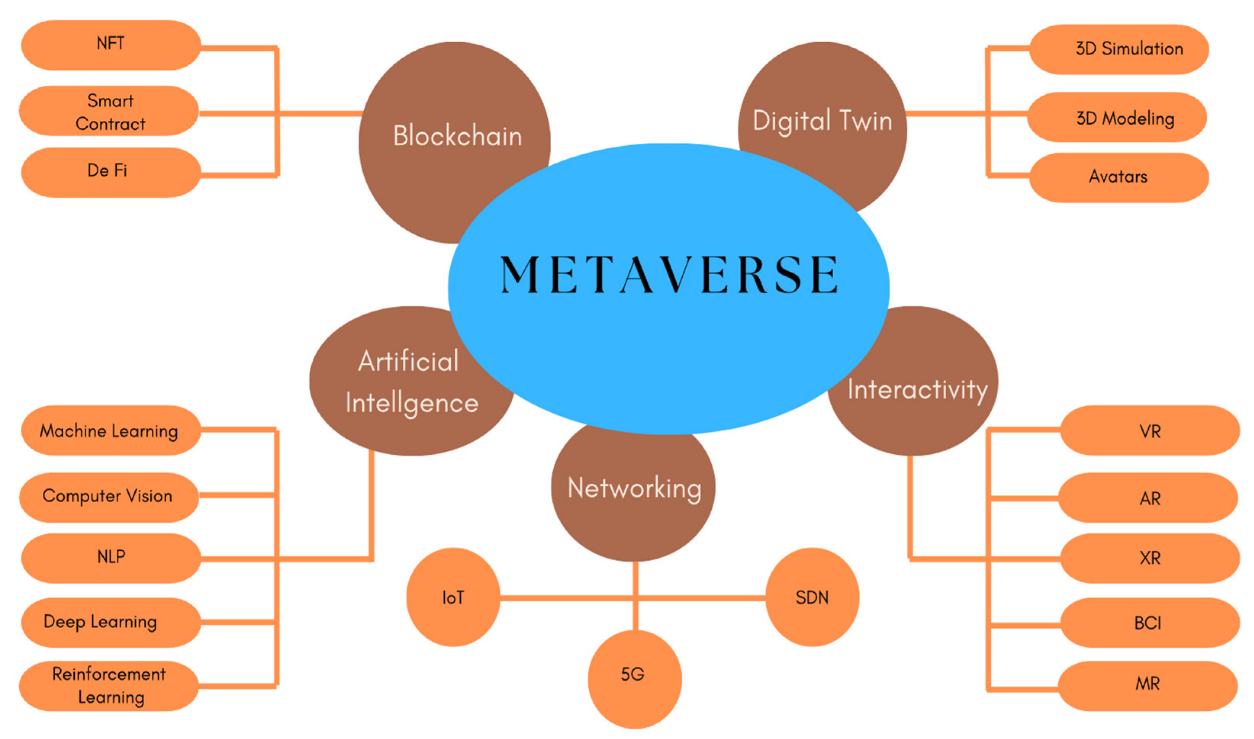 NFT
Smart
Contract
De Fi
Blockchain
Digital Twin
3D Simulation
3D Modeling
Avatars
METAVERSE
Artificial
Intellgence
Interactivity
Networking
Machine Learning
Computer Vision
NLP
Deep Learning
Reinforcement
Learning
IoT
5G
SDN
VR
AR
XR
BCI
MR